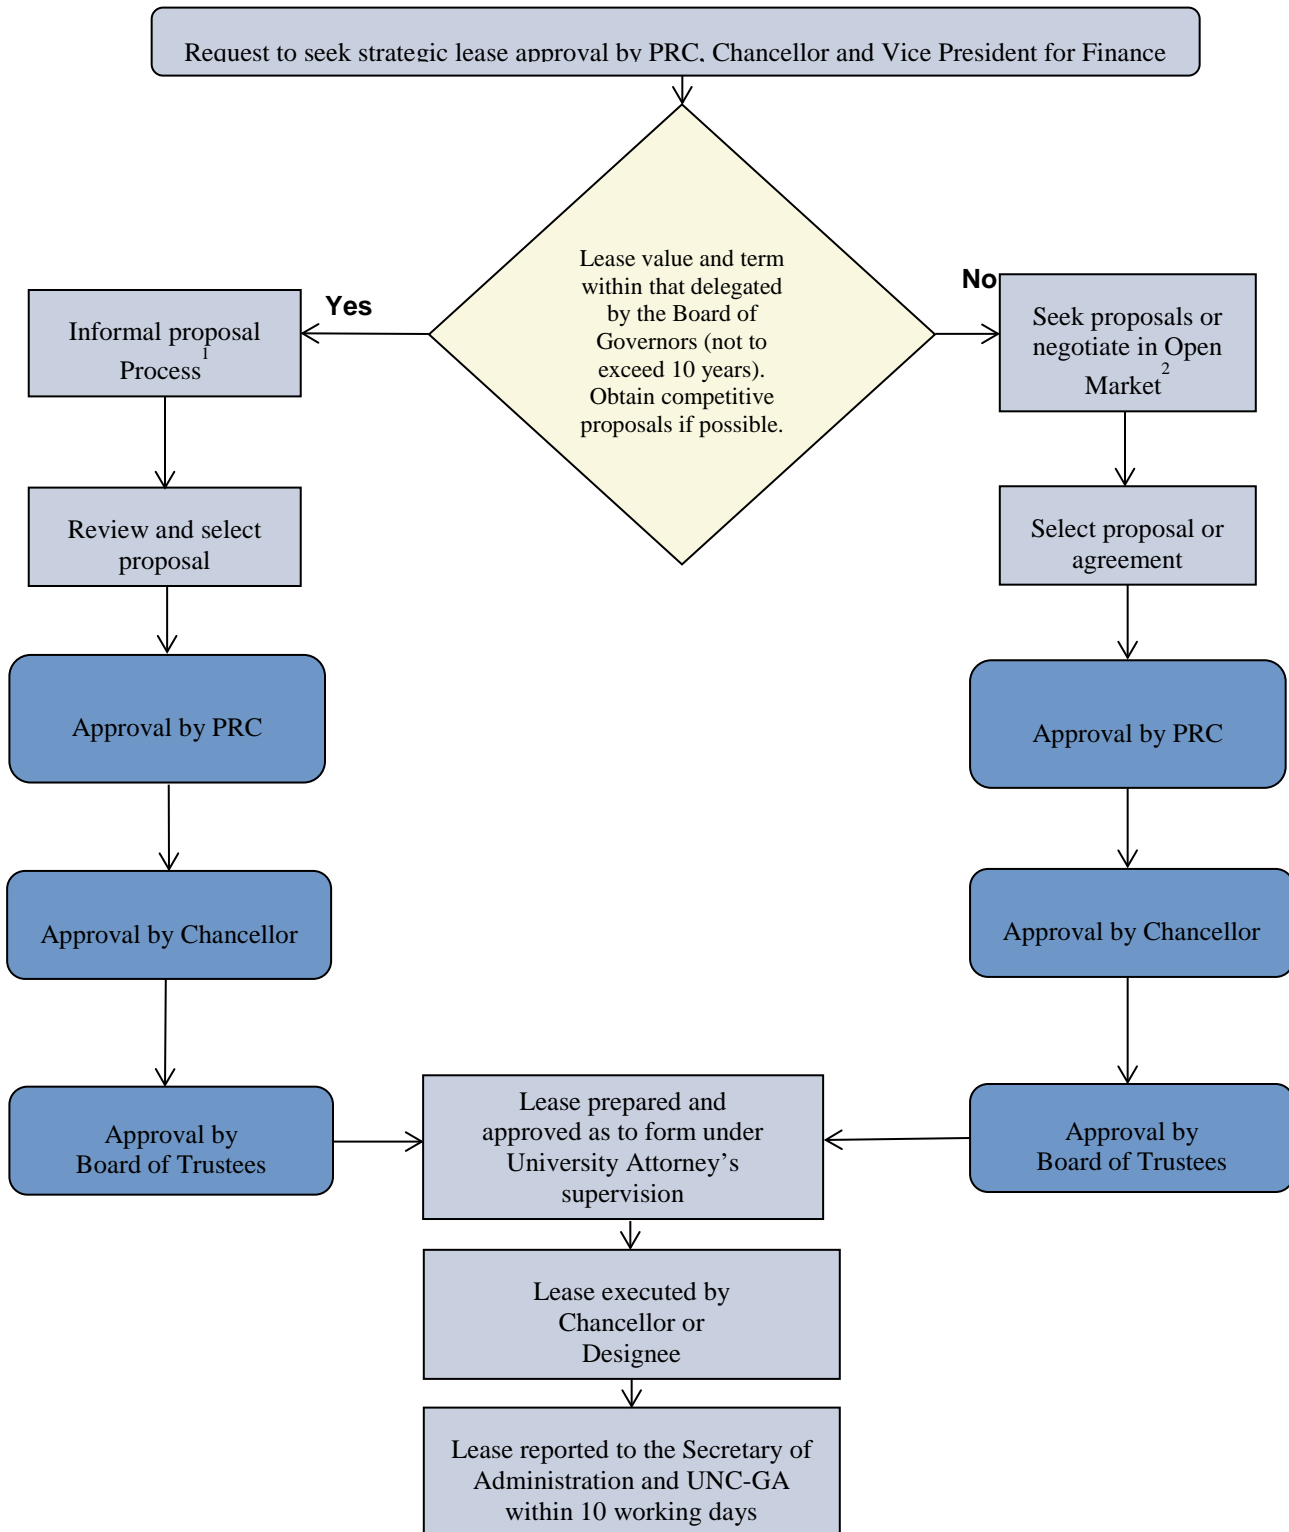 Request to seek strategic lease approval by PRC, Chancellor and Vice President for Finance
Lease value and term
within that delegated
by the Board of
Governors (not to
exceed 10 years).
Obtain competitive
proposals if possible.
Yes
No
Informal proposal
Process1
Seek proposals or
negotiate in Open
Market2
Review and select
proposal
Select proposal or
agreement
Approval by PRC
Approval by PRC
Approval by Chancellor
Approval by Chancellor
Approval by
Board of Trustees
Lease prepared and
approved as to form under
University Attorney’s
supervision
Approval by
Board of Trustees
Lease executed by
Chancellor or
Designee
Lease reported to the Secretary of
Administration and UNC-GA
within 10 working days